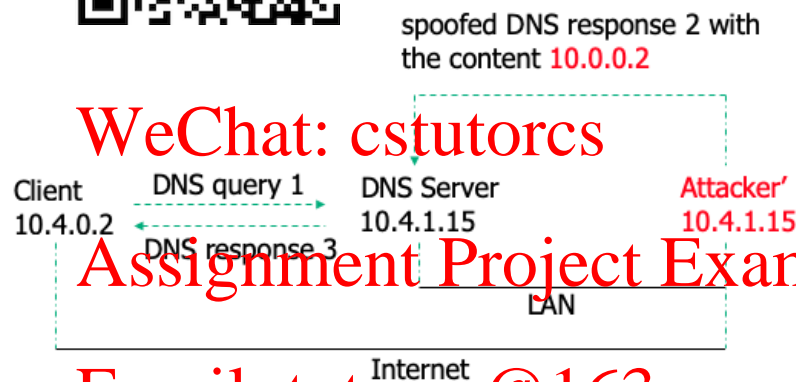 spoofed DNS response 2 with
the content 10.0.0.2
WeChat: cstutorcs
Client
10.4.0.2
DNS query 1
DNS response 3
DNS Server
10.4.1.15
Attacker’
10.4.1.15
Assignment Project Exam
LAN
Internet